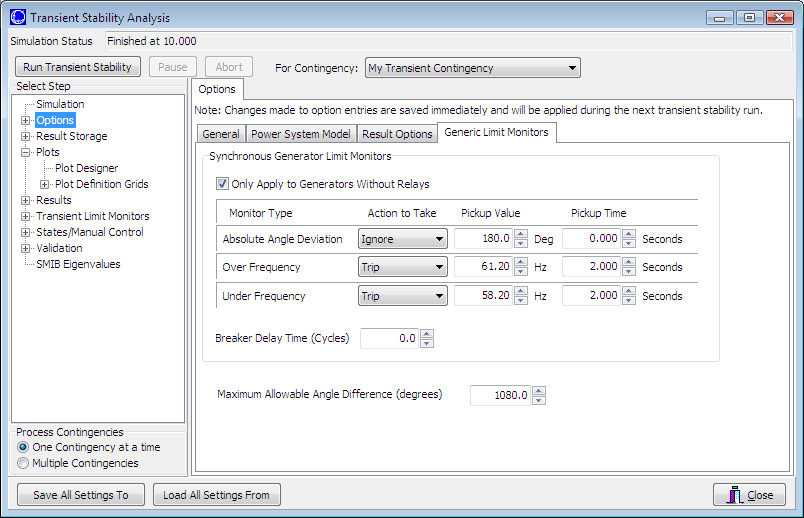 Transient Stability Analysis
Simulation Status Finished at 10.000
Run Transient Stability Pause Abort For Contingency: My Transient Contingency
Select Step
Simulation
Options
Result Storage
Plots
Plot Designer
Plot Definition Grids
Results
Transient Limit Monitors
States/Manual Control
Validation
SMIB Eigenvalues
Process Contingencies
One Contingency at a time
Multiple Contingencies
Options
Note: Changes made to option entries are saved immediately and will be applied during the next transient stability run.
General Power System Model Result Options Generic Limit Monitors
Synchronous Generator Limit Monitors
Only Apply to Generators Without Relays
Monitor Type Action to Take Pickup Value Pickup Time
Absolute Angle Deviation Ignore 180.0 Deg 0.000 Seconds
Over Frequency Trip 61.20 Hz 2.000 Seconds
Under Frequency Trip 58.20 Hz 2.000 Seconds
Breaker Delay Time (Cycles) 0.0
Maximum Allowable Angle Difference (degrees) 1080.0
Save All Settings To Load All Settings From Close